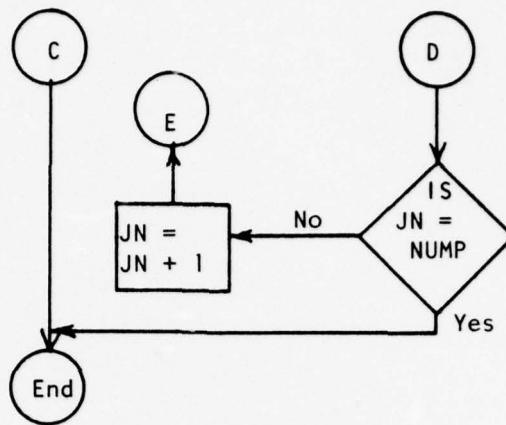 C
D
E
IS
JN =
NUMP
No
JN =
JN + 1
Yes
End